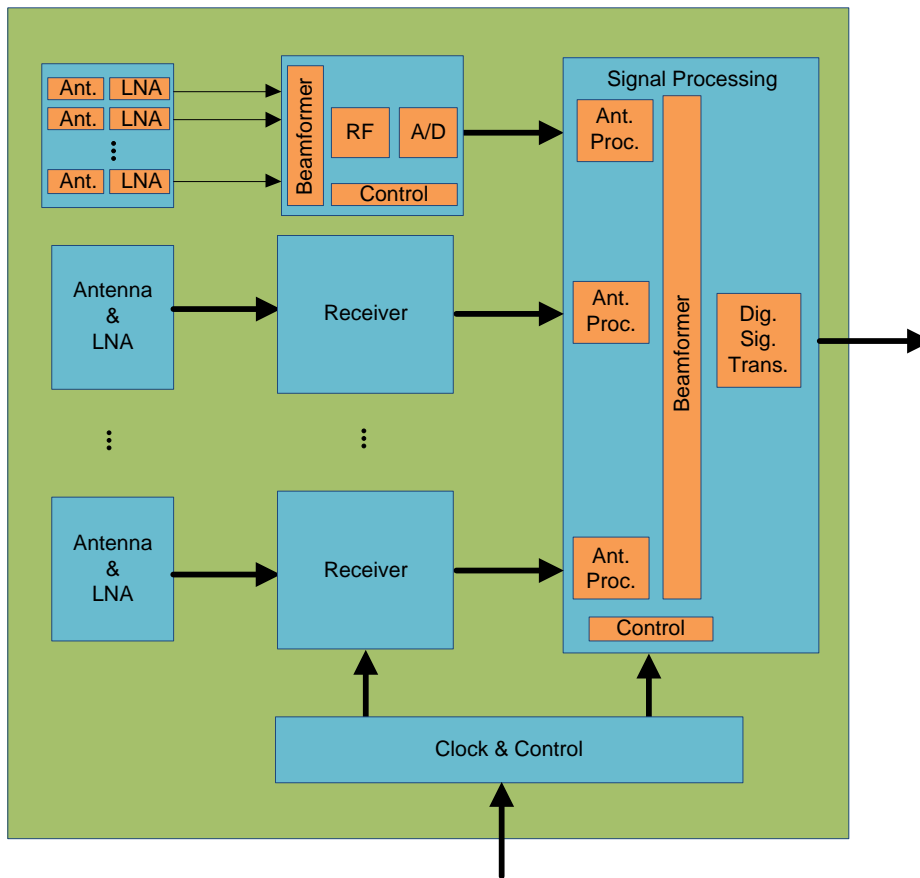 Signal Processing
Ant. LNA
Ant. LNA
Ant. LNA
Beamformer
RF
A/D
Control
Ant.
Proc.
Antenna
&
LNA
Receiver
Ant.
Proc.
Beamformer
Dig.
Sig.
Trans.
Antenna
&
LNA
Receiver
Ant.
Proc.
Control
Clock & Control